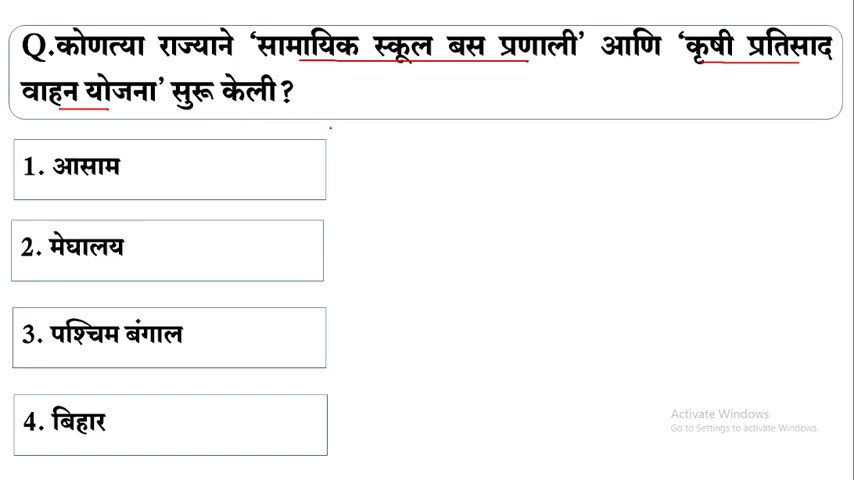 Q.कोणत्या राज्याने ‘सामायिक स्कूल बस प्रणाली’ आणि ‘कृषी प्रतिसाद
वाहन योजना’ सुरू केली?
1. आसाम
2. मेघालय
3. पश्चिम बंगाल
4. बिहार
Activate Windows
Go to Settings to activate Windows.